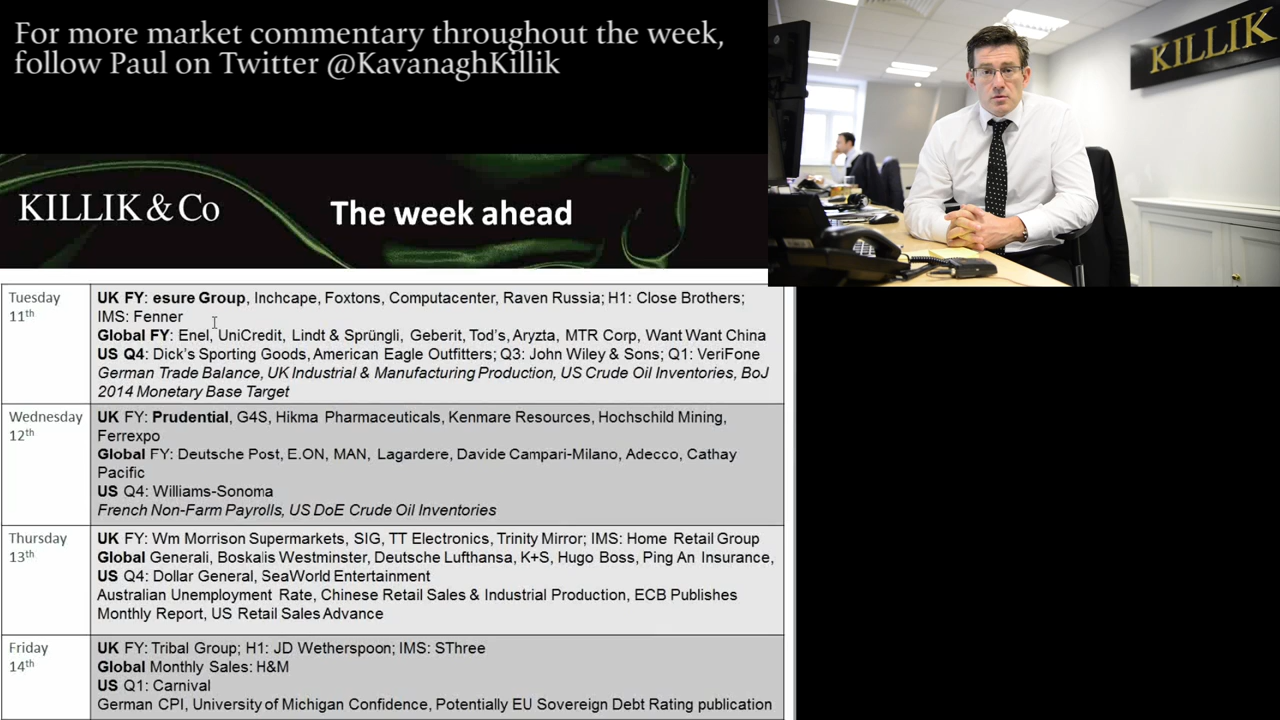 For more market commentary throughout the week,
follow Paul on Twitter @KavanaghKillik
KILLIK
KILLIK & Co
The week ahead
Tuesday
11th
UK FY: esure Group, Inchcape, Foxtons, Computacenter, Raven Russia; H1: Close Brothers;
IMS: Fenner
Global FY: Enel, UniCredit, Lindt & Sprüngli, Geberit, Tod's, Aryzta, MTR Corp, Want Want China
US Q4: Dick's Sporting Goods, American Eagle Outfitters; Q3: John Wiley & Sons; Q1: VeriFone
German Trade Balance, UK Industrial & Manufacturing Production, US Crude Oil Inventories, BoJ
2014 Monetary Base Target
Wednesday
12th
UK FY: Prudential, G4S, Hikma Pharmaceuticals, Kenmare Resources, Hochschild Mining,
Ferrexpo
Global FY: Deutsche Post, E.ON, MAN, Lagardere, Davide Campari-Milano, Adecco, Cathay
Pacific
US Q4: Williams-Sonoma
French Non-Farm Payrolls, US DoE Crude Oil Inventories
Thursday
13th
UK FY: Wm Morrison Supermarkets, SIG, TT Electronics, Trinity Mirror; IMS: Home Retail Group
Global Generali, Boskalis Westminster, Deutsche Lufthansa, K+S, Hugo Boss, Ping An Insurance,
US Q4: Dollar General, SeaWorld Entertainment
Australian Unemployment Rate, Chinese Retail Sales & Industrial Production, ECB Publishes
Monthly Report, US Retail Sales Advance
Friday
14th
UK FY: Tribal Group; H1: JD Wetherspoon; IMS: SThree
Global Monthly Sales: H&M
US Q1: Carnival
German CPI, University of Michigan Confidence, Potentially EU Sovereign Debt Rating publication